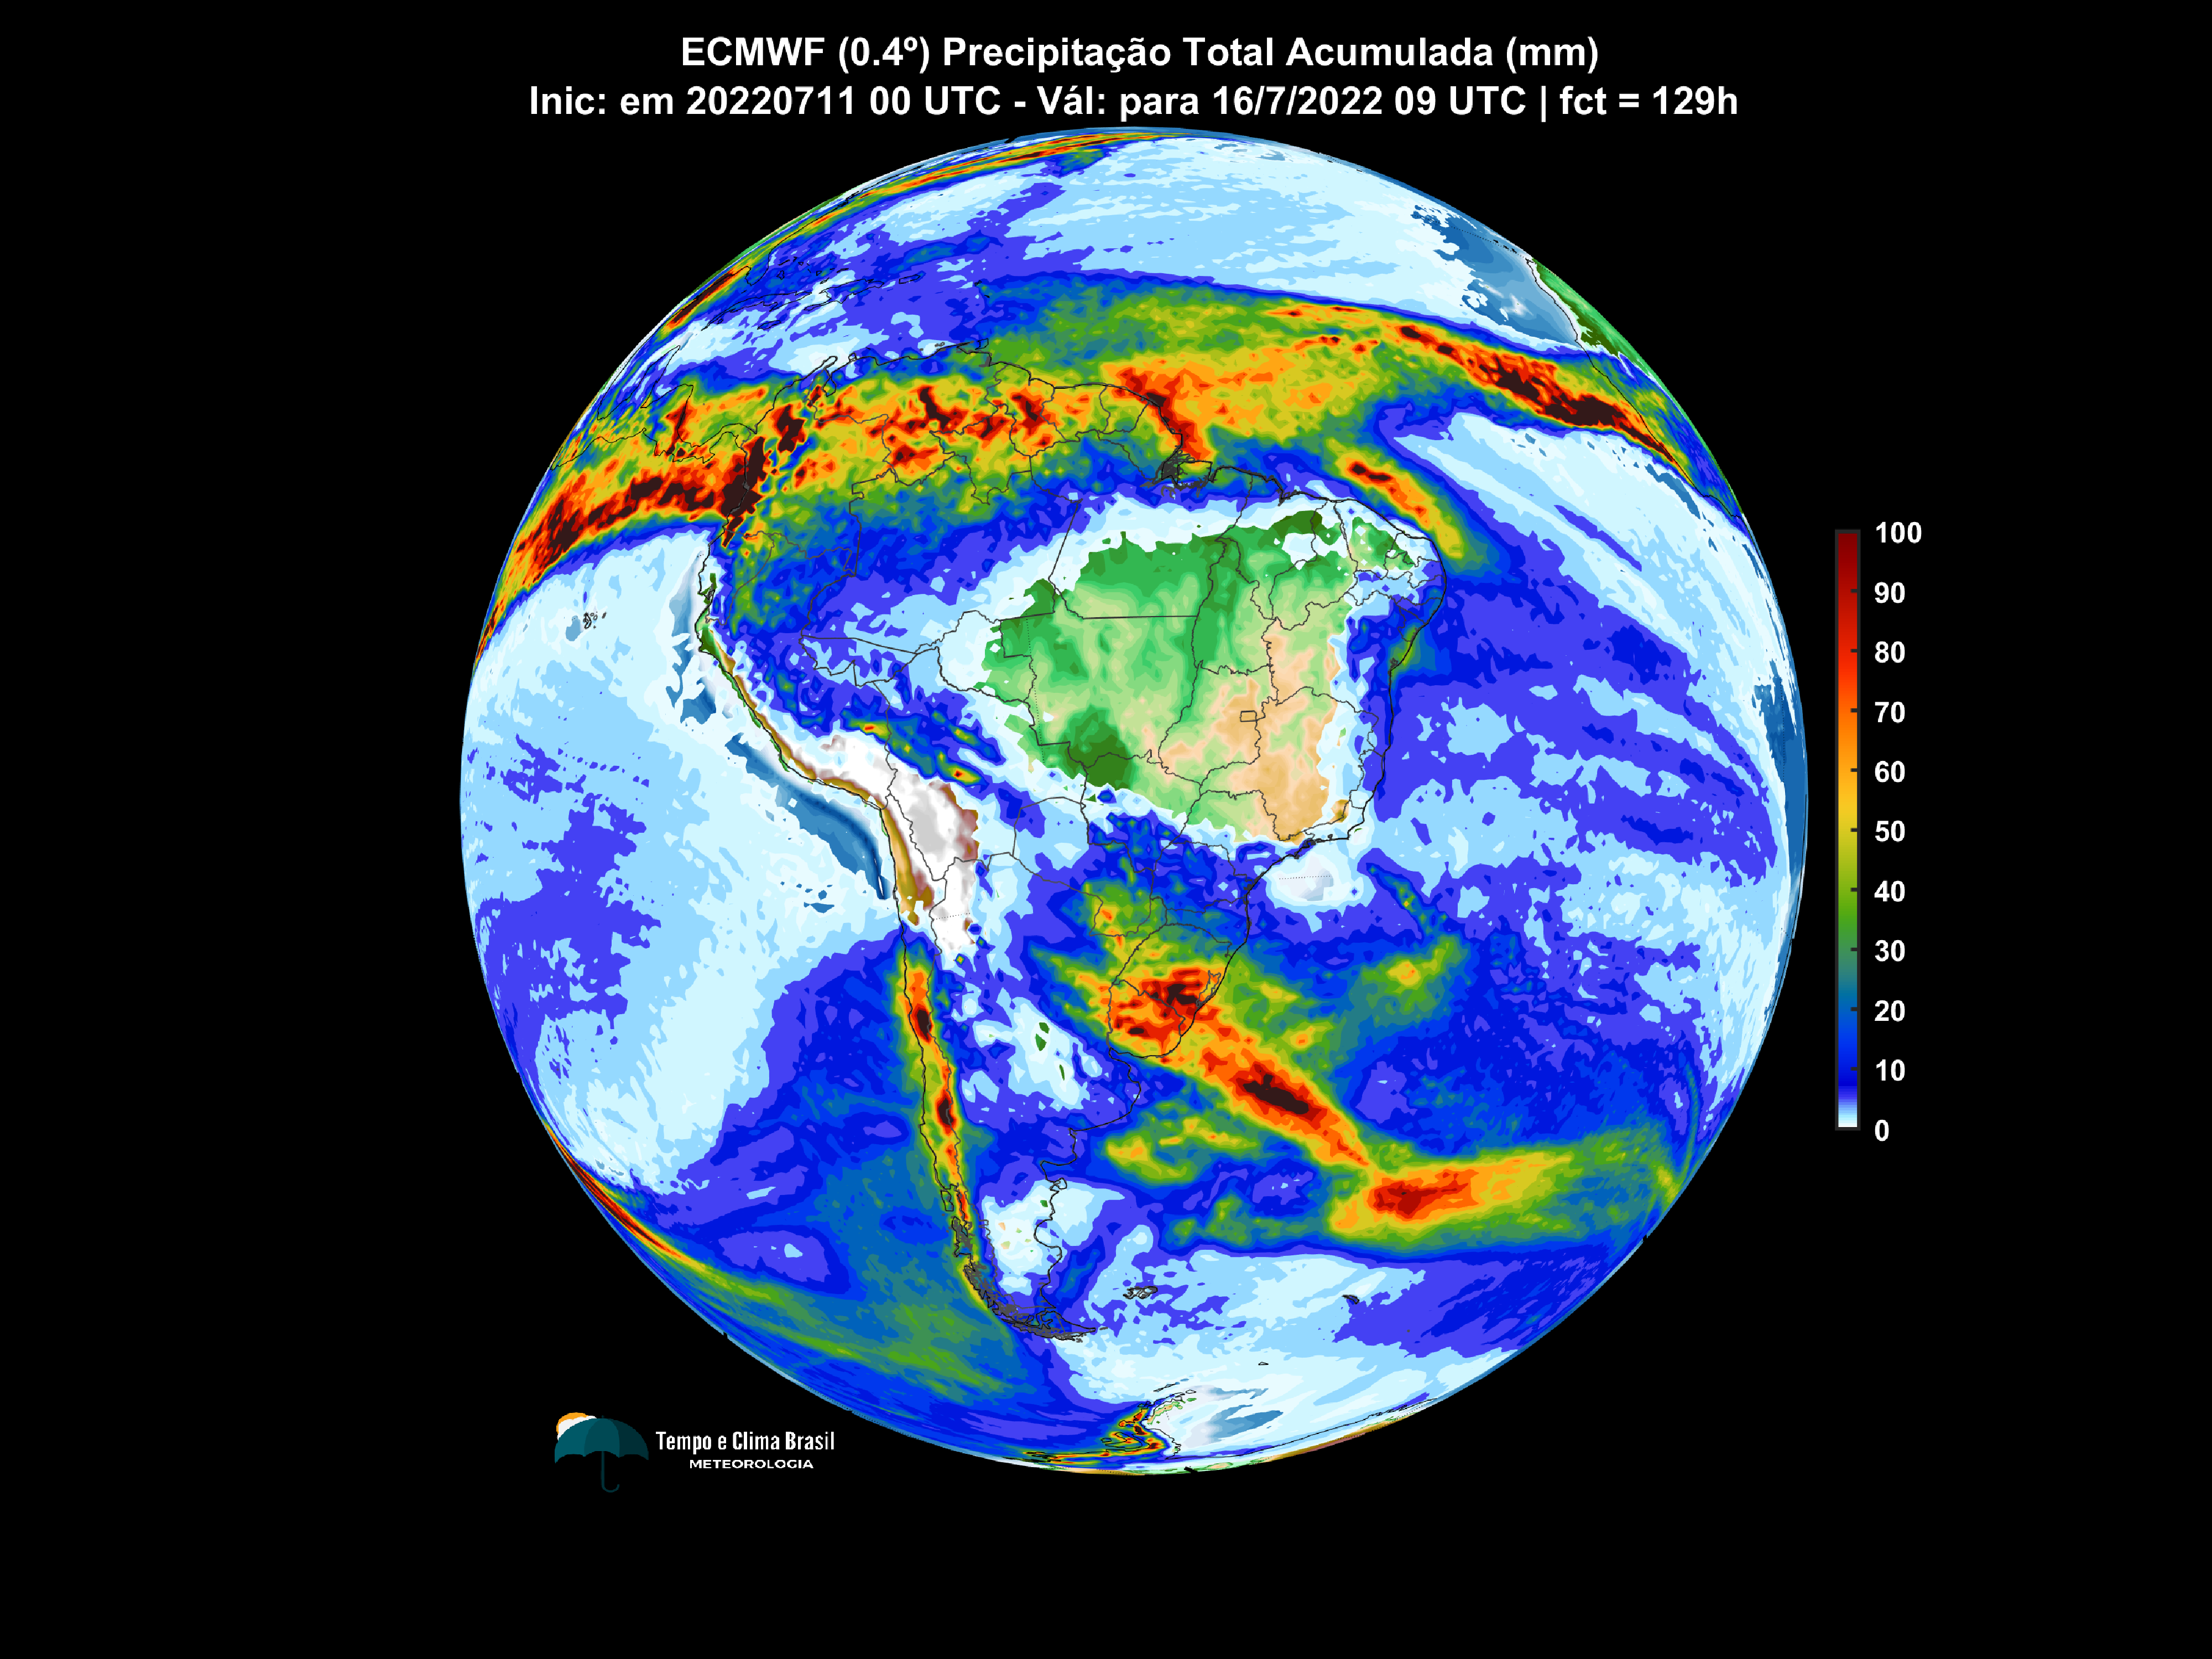 ECMWF (0.4º) Precipitação Total Acumulada (mm)
Inic: em 20220711 00 UTC - Vál: para 16/7/2022 09 UTC | fct = 129h
100
90
80
70
60
50
40
30
20
10
0
Tempo e Clima Brasil
METEOROLOGIA